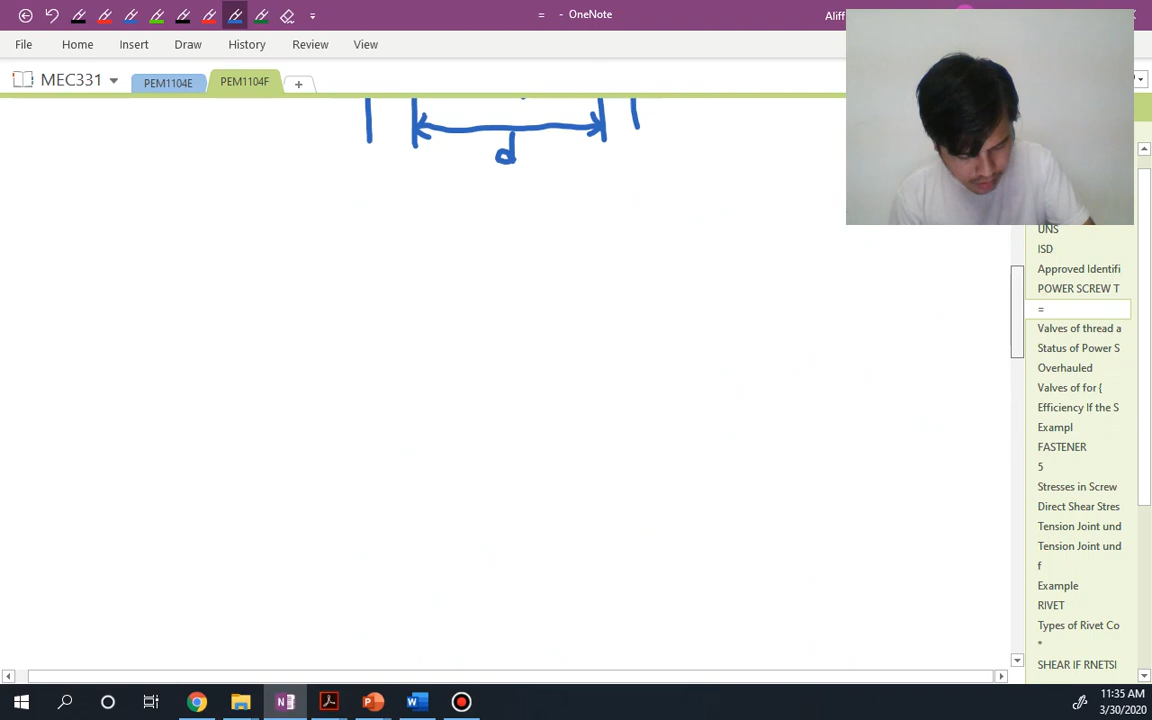 = - OneNote
Aliff
File Home Insert Draw History Review View
MEC331
PEM1104E
PEM1104F
+
d
UNS
ISD
Approved Identifi
POWER SCREW T
=
Valves of thread a
Status of Power S
Overhauled
Valves of for {
Efficiency If the S
Exampl
FASTENER
5
Stresses in Screw
Direct Shear Stres
Tension Joint und
Tension Joint und
f
Example
RIVET
Types of Rivet Co
*
SHEAR IF RNETSI
11:35 AM
3/30/2020